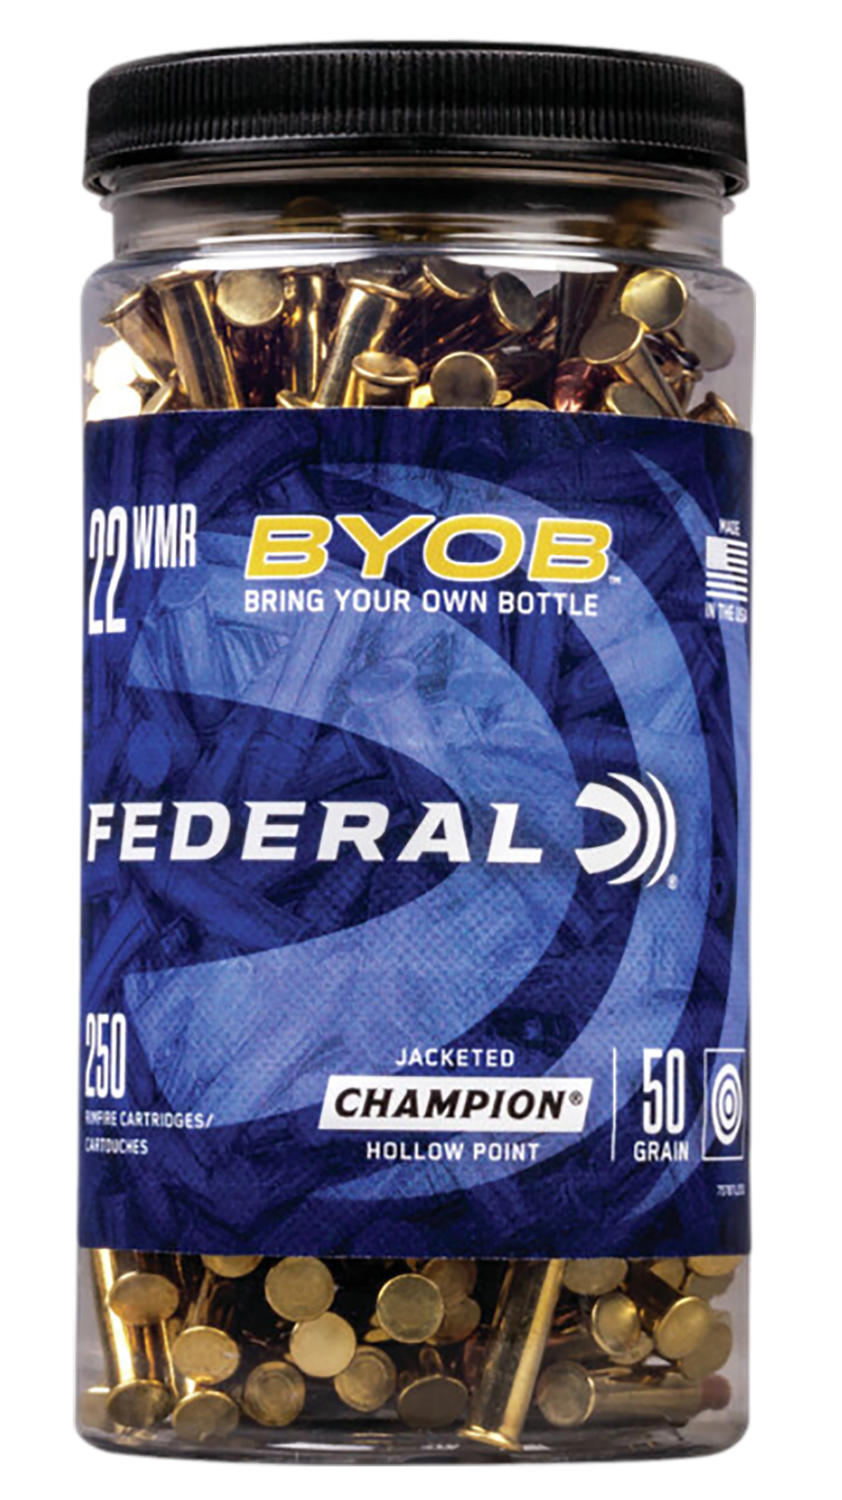 22 WMR
BYOB™
BRING YOUR OWN BOTTLE
MADE
IN THE USA
FEDERAL
®
250
RIMFIRE CARTRIDGES/
CARTOUCHES
JACKETED
CHAMPION®
HOLLOW POINT
50
GRAIN